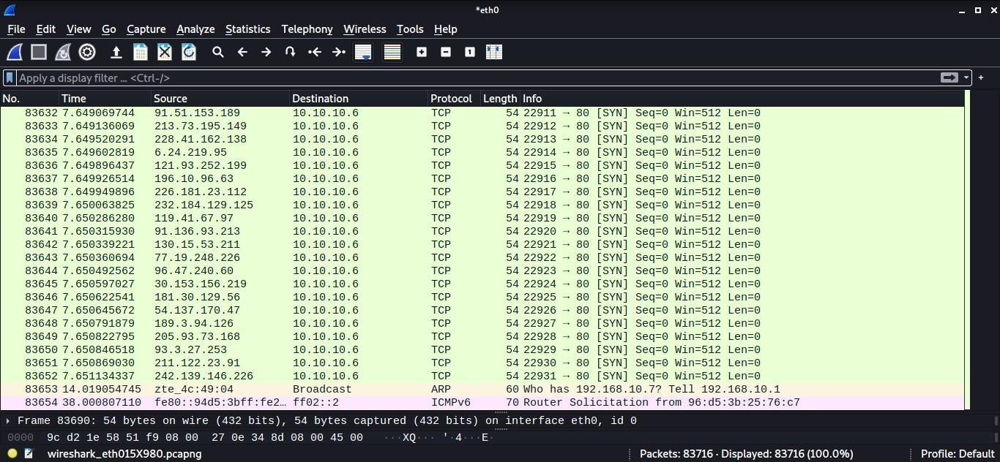 *eth0
File Edit View Go Capture Analyze Statistics Telephony Wireless Tools Help
Apply a display filter ... <Ctrl-/>
No. Time Source Destination Protocol Length Info
83632 7.649069744 91.51.153.189 10.10.10.6 TCP 54 22911 → 80 [SYN] Seq=0 Win=512 Len=0
83633 7.649136069 213.73.195.149 10.10.10.6 TCP 54 22912 → 80 [SYN] Seq=0 Win=512 Len=0
83634 7.649520291 228.41.162.138 10.10.10.6 TCP 54 22913 → 80 [SYN] Seq=0 Win=512 Len=0
83635 7.649602819 6.24.219.95 10.10.10.6 TCP 54 22914 → 80 [SYN] Seq=0 Win=512 Len=0
83636 7.649896437 121.93.252.199 10.10.10.6 TCP 54 22915 → 80 [SYN] Seq=0 Win=512 Len=0
83637 7.649926514 196.10.96.63 10.10.10.6 TCP 54 22916 → 80 [SYN] Seq=0 Win=512 Len=0
83638 7.649949896 226.181.23.112 10.10.10.6 TCP 54 22917 → 80 [SYN] Seq=0 Win=512 Len=0
83639 7.650063825 232.184.129.125 10.10.10.6 TCP 54 22918 → 80 [SYN] Seq=0 Win=512 Len=0
83640 7.650286280 119.41.67.97 10.10.10.6 TCP 54 22919 → 80 [SYN] Seq=0 Win=512 Len=0
83641 7.650315930 91.136.93.213 10.10.10.6 TCP 54 22920 → 80 [SYN] Seq=0 Win=512 Len=0
83642 7.650339221 130.15.53.211 10.10.10.6 TCP 54 22921 → 80 [SYN] Seq=0 Win=512 Len=0
83643 7.650360694 77.19.248.226 10.10.10.6 TCP 54 22922 → 80 [SYN] Seq=0 Win=512 Len=0
83644 7.650492562 96.47.240.60 10.10.10.6 TCP 54 22923 → 80 [SYN] Seq=0 Win=512 Len=0
83645 7.650597027 30.153.156.219 10.10.10.6 TCP 54 22924 → 80 [SYN] Seq=0 Win=512 Len=0
83646 7.650622541 181.30.129.56 10.10.10.6 TCP 54 22925 → 80 [SYN] Seq=0 Win=512 Len=0
83647 7.650645672 54.137.170.47 10.10.10.6 TCP 54 22926 → 80 [SYN] Seq=0 Win=512 Len=0
83648 7.650791879 189.3.94.126 10.10.10.6 TCP 54 22927 → 80 [SYN] Seq=0 Win=512 Len=0
83649 7.650822795 205.93.73.168 10.10.10.6 TCP 54 22928 → 80 [SYN] Seq=0 Win=512 Len=0
83650 7.650846518 93.3.27.253 10.10.10.6 TCP 54 22929 → 80 [SYN] Seq=0 Win=512 Len=0
83651 7.650869030 211.122.23.91 10.10.10.6 TCP 54 22930 → 80 [SYN] Seq=0 Win=512 Len=0
83652 7.651134337 242.139.146.226 10.10.10.6 TCP 54 22931 → 80 [SYN] Seq=0 Win=512 Len=0
83653 14.019054745 zte_4c:49:04 Broadcast ARP 60 Who has 192.168.10.7? Tell 192.168.10.1
83654 38.000807110 fe80::94d5:3bff:fe2… ff02::2 ICMPv6 70 Router Solicitation from 96:d5:3b:25:76:c7
Frame 83690: 54 bytes on wire (432 bits), 54 bytes captured (432 bits) on interface eth0, id 0
0000 9c d2 1e 58 51 f9 08 00 27 0e 34 8d 08 00 45 00 ···XQ··· '·4···E·
wireshark_eth015X980.pcapng Packets: 83716 · Displayed: 83716 (100.0%) Profile: Default